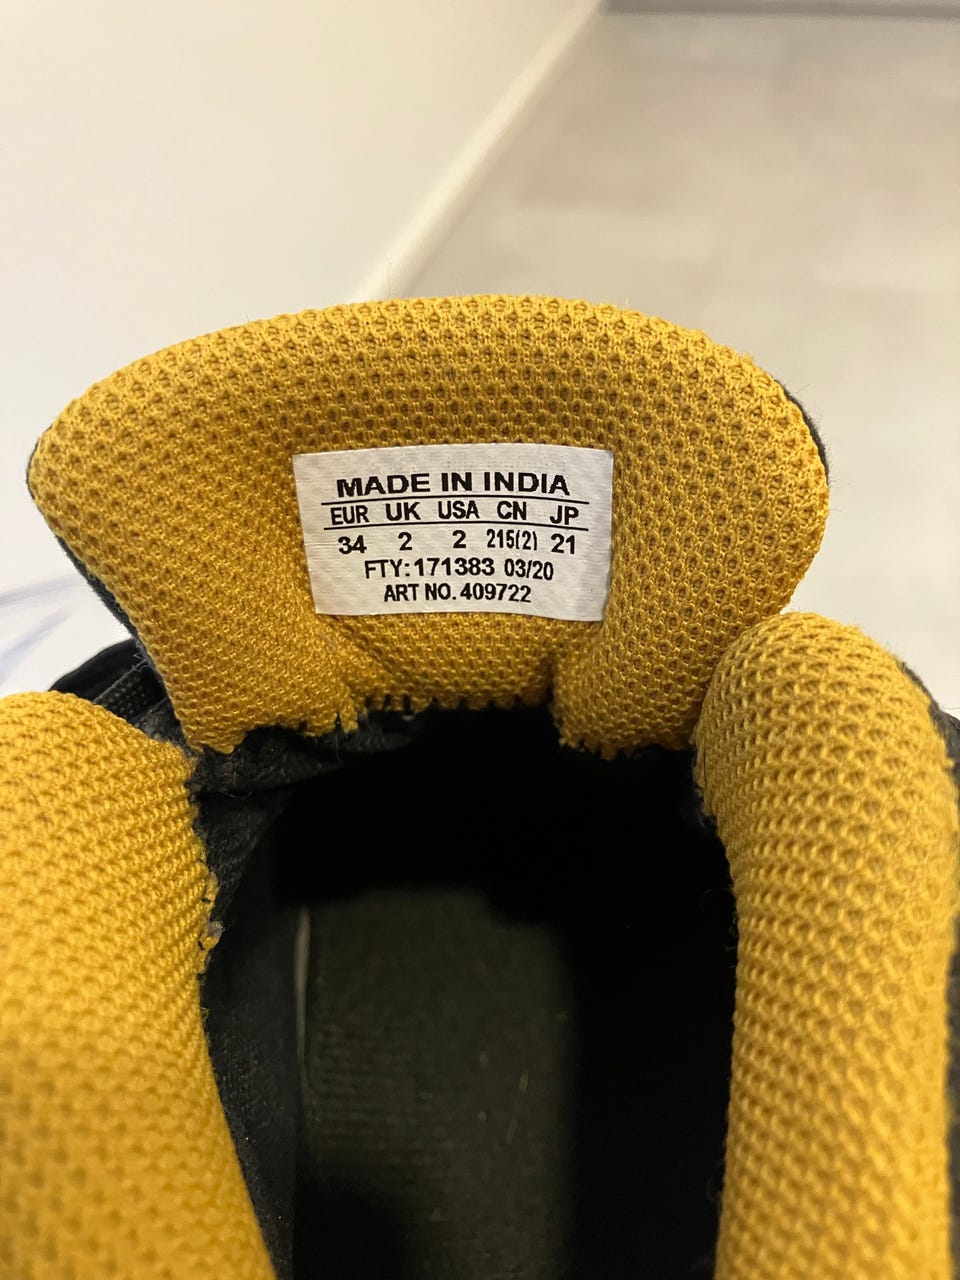 MADE IN INDIA
EUR UK USA CN JP
34 2 2 215(2) 21
FTY:171383 03/20
ART NO. 409722